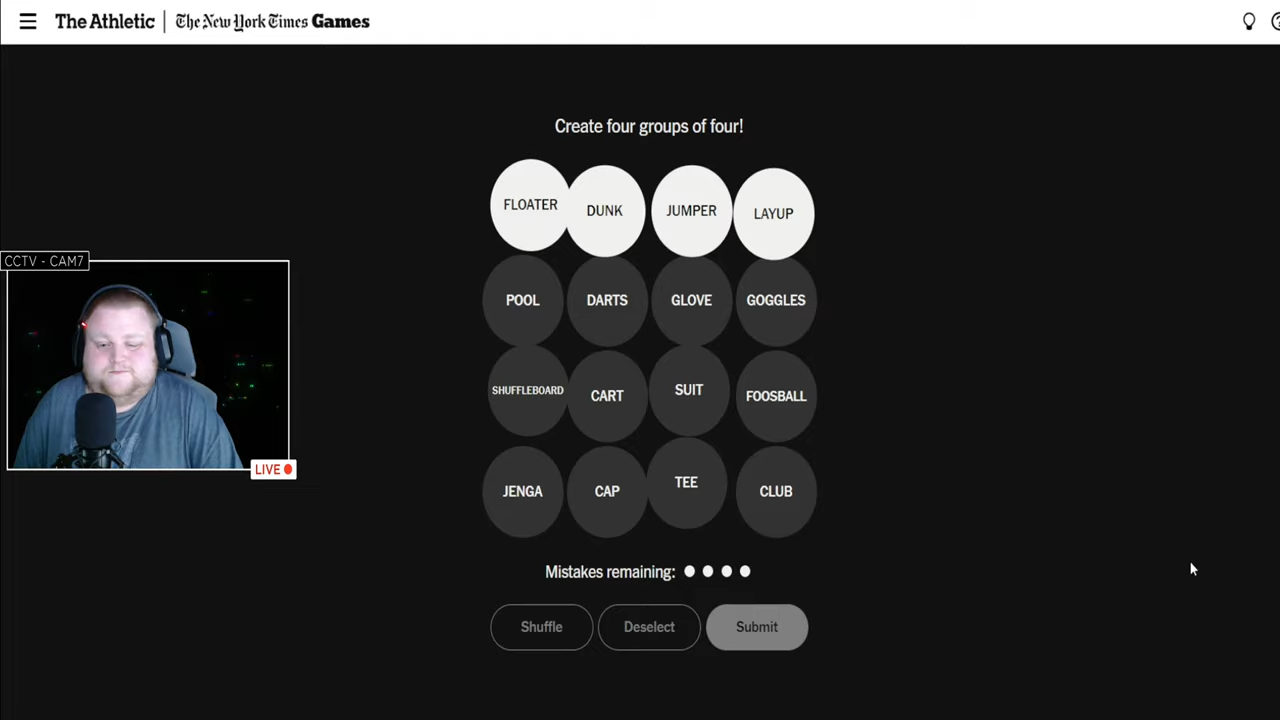 The Athletic | The New York Times Games
Create four groups of four!
FLOATER DUNK JUMPER LAYUP
POOL DARTS GLOVE GOGGLES
CCTV - CAM7
SHUFFLEBOARD CART SUIT FOOSBALL
LIVE
JENGA CAP TEE CLUB
Mistakes remaining:
Shuffle Deselect Submit